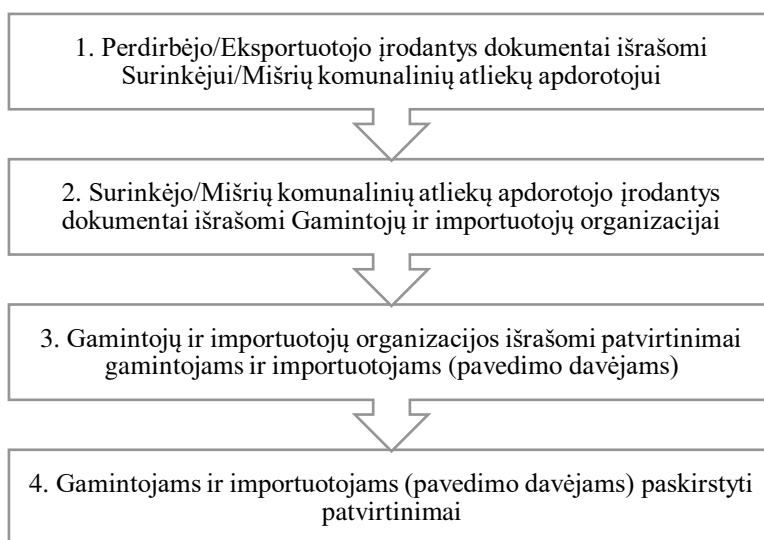 1. Perdirbėjo/Eksportuotojo įrodantys dokumentai išrašomi
Surinkėjui/Mišrių komunalinių atliekų apdorotojui
2. Surinkėjo/Mišrių komunalinių atliekų apdorotojo įrodantys
dokumentai išrašomi Gamintojų ir importuotojų organizacijai
3. Gamintojų ir importuotojų organizacijos išrašomi patvirtinimai
gamintojams ir importuotojams (pavedimo davėjams)
4. Gamintojams ir importuotojams (pavedimo davėjams) paskirstyti
patvirtinimai